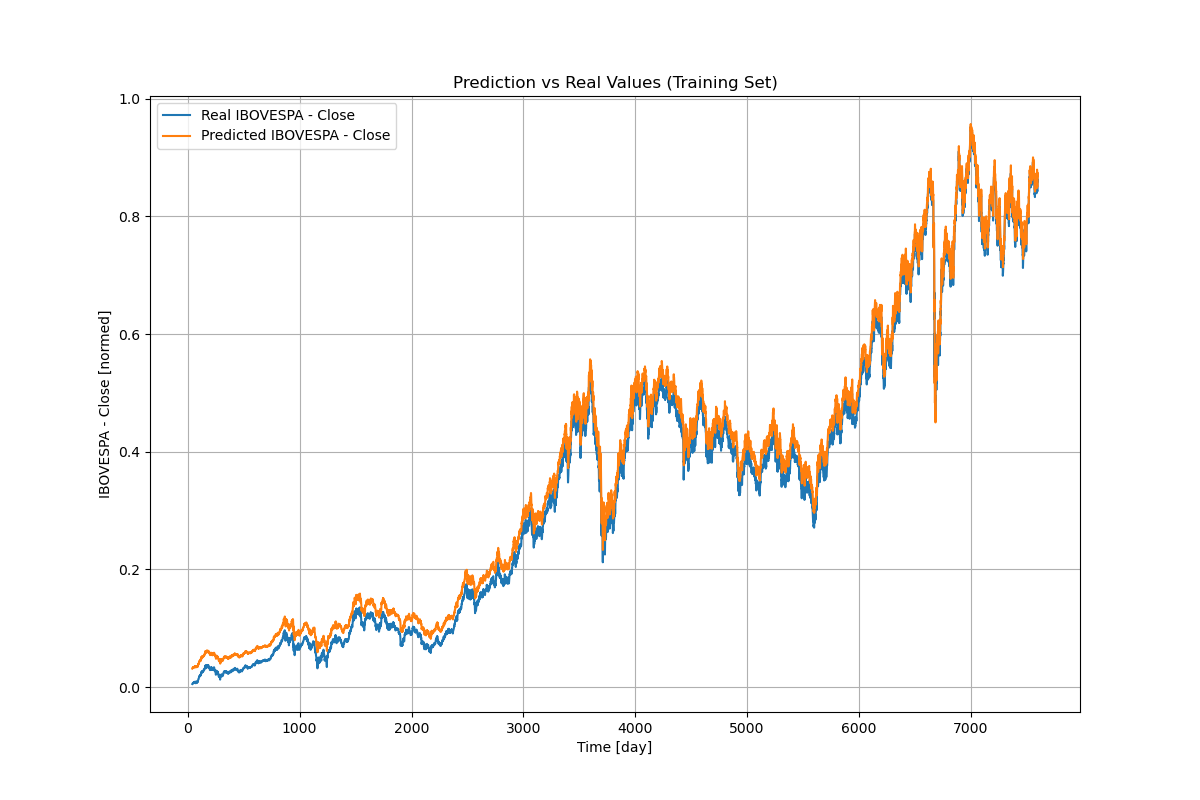 Prediction vs Real Values (Training Set)
Real IBOVESPA - Close
Predicted IBOVESPA - Close
IBOVESPA - Close [normed]
1.0
0.8
0.6
0.4
0.2
0.0
0 1000 2000 3000 4000 5000 6000 7000
Time [day]